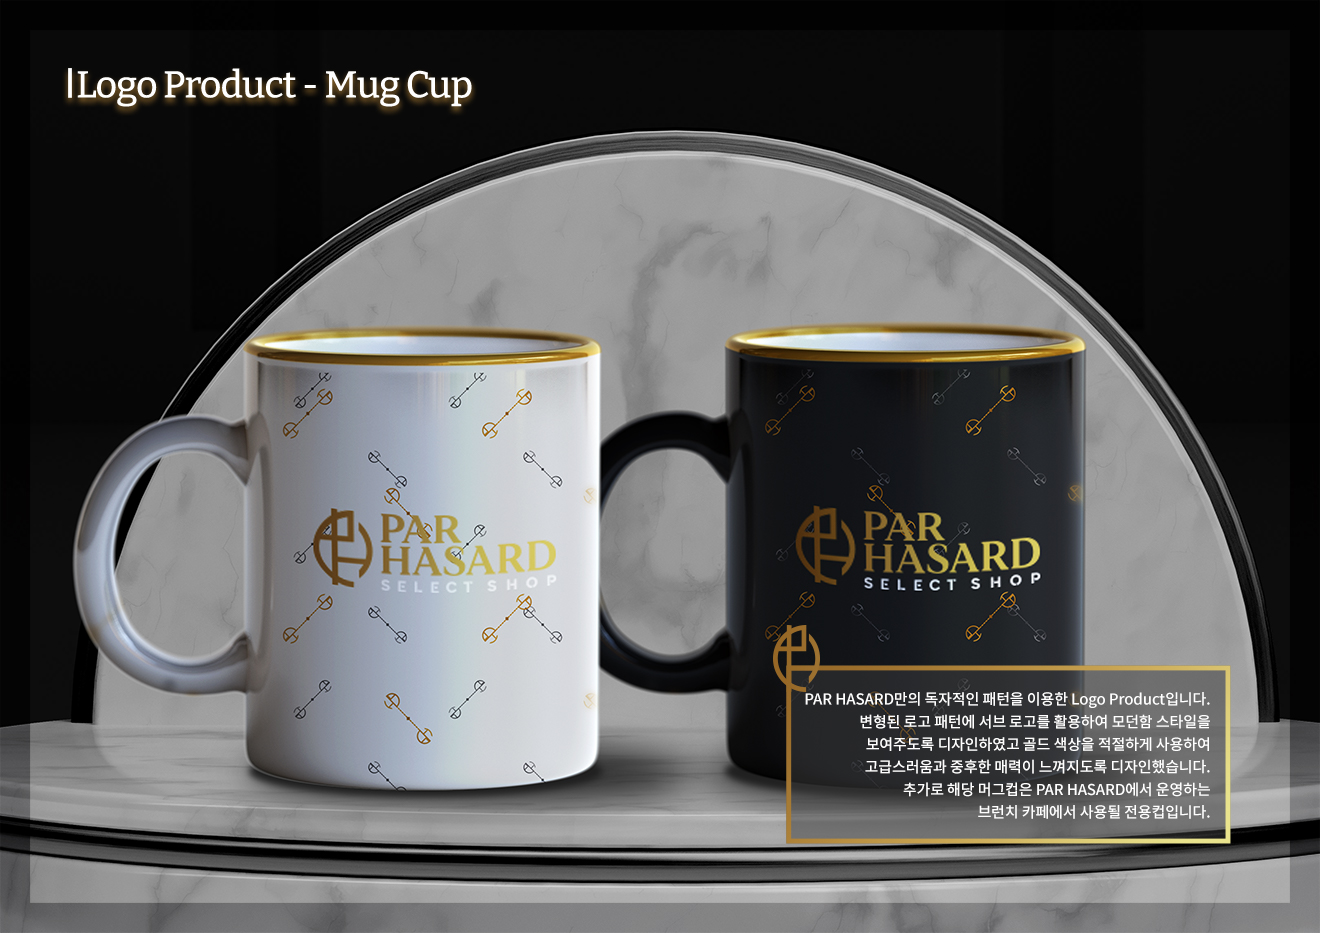 Logo Product - Mug Cup
PAR
HASARD
SELECT SHOP
PAR
HASARD
SELECT SHOP
PAR HASARD만의 독자적인 패턴을 이용한 Logo Product입니다.
변형된 로고 패턴에 서브 로고를 활용하여 모던함 스타일을
보여주도록 디자인하였고 골드 색상을 적절하게 사용하여
고급스러움과 중후한 매력이 느껴지도록 디자인했습니다.
추가로 해당 머그컵은 PAR HASARD에서 운영하는
브런치 카페에서 사용될 전용컵입니다.